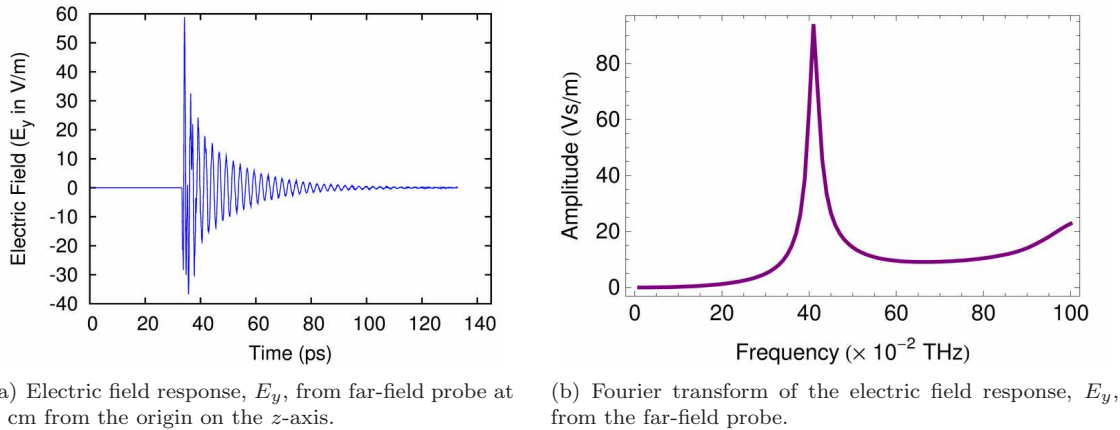 60
50
40
30
20
10
0
-10
-20
-30
-40
Electric Field (Ey in V/m)
0 20 40 60 80 100 120 140
Time (ps)
80
60
40
20
0
Amplitude (Vs/m)
0 20 40 60 80 100
Frequency (× 10⁻² THz)
a) Electric field response, Ey, from far-field probe at
cm from the origin on the z-axis.
(b) Fourier transform of the electric field response, Ey,
from the far-field probe.